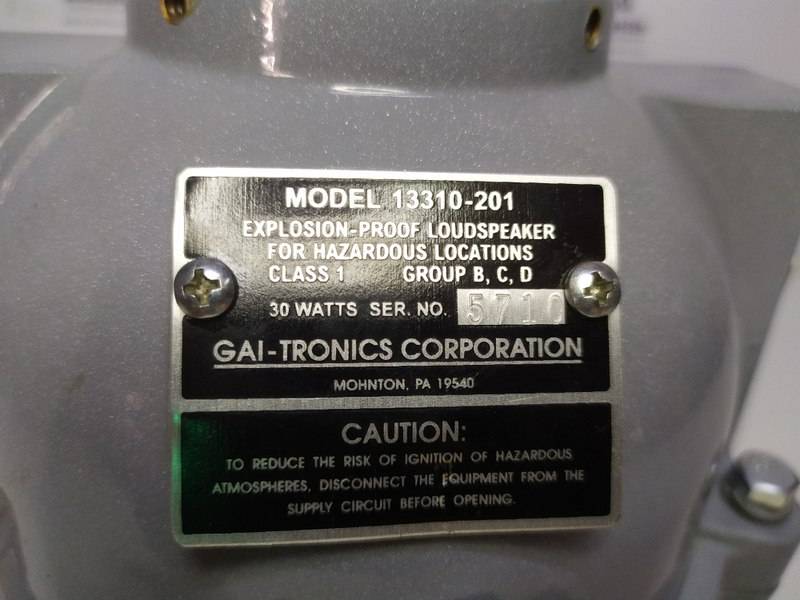 MODEL 13310-201
EXPLOSION-PROOF LOUDSPEAKER
FOR HAZARDOUS LOCATIONS
CLASS 1 GROUP B, C, D
30 WATTS SER. NO. 5710
GAI-TRONICS CORPORATION
MOHNTON, PA 19540
CAUTION:
TO REDUCE THE RISK OF IGNITION OF HAZARDOUS
ATMOSPHERES, DISCONNECT THE EQUIPMENT FROM THE
SUPPLY CIRCUIT BEFORE OPENING.